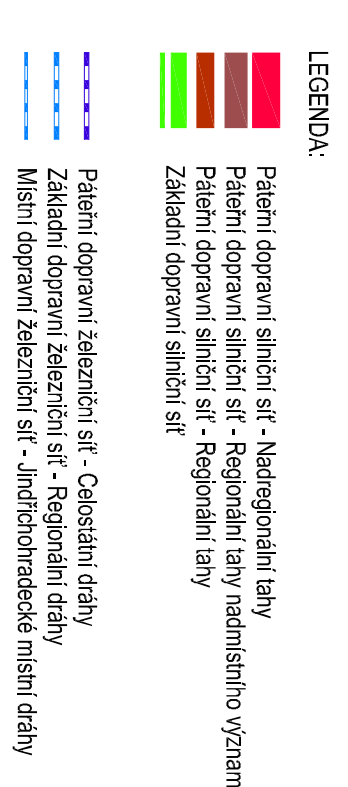 LEGENDA:
Páteřní dopravní silniční síť - Nadregionální tahy
Páteřní dopravní silniční síť - Regionální tahy nadmístního význam
Páteřní dopravní silniční síť - Regionální tahy
Základní dopravní silniční síť
Páteřní dopravní železniční síť - Celostátní dráhy
Základní dopravní železniční síť - Regionální dráhy
Místní dopravní železniční síť - Jindřichohradecké místní dráhy